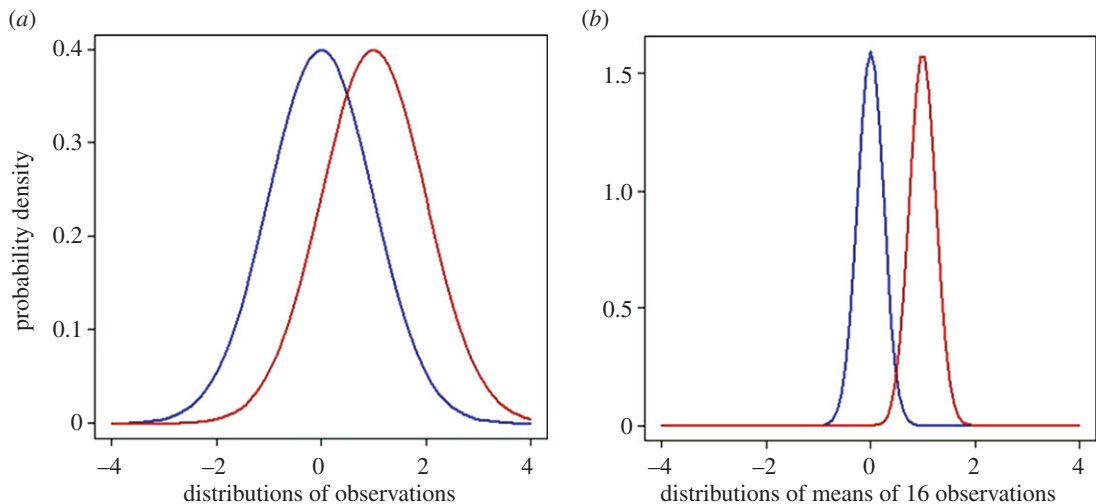 (a)
probability density
0.4
0.3
0.2
0.1
0
–4 –2 0 2 4
distributions of observations
(b)
1.5
1.0
0.5
0
–4 –2 0 2 4
distributions of means of 16 observations